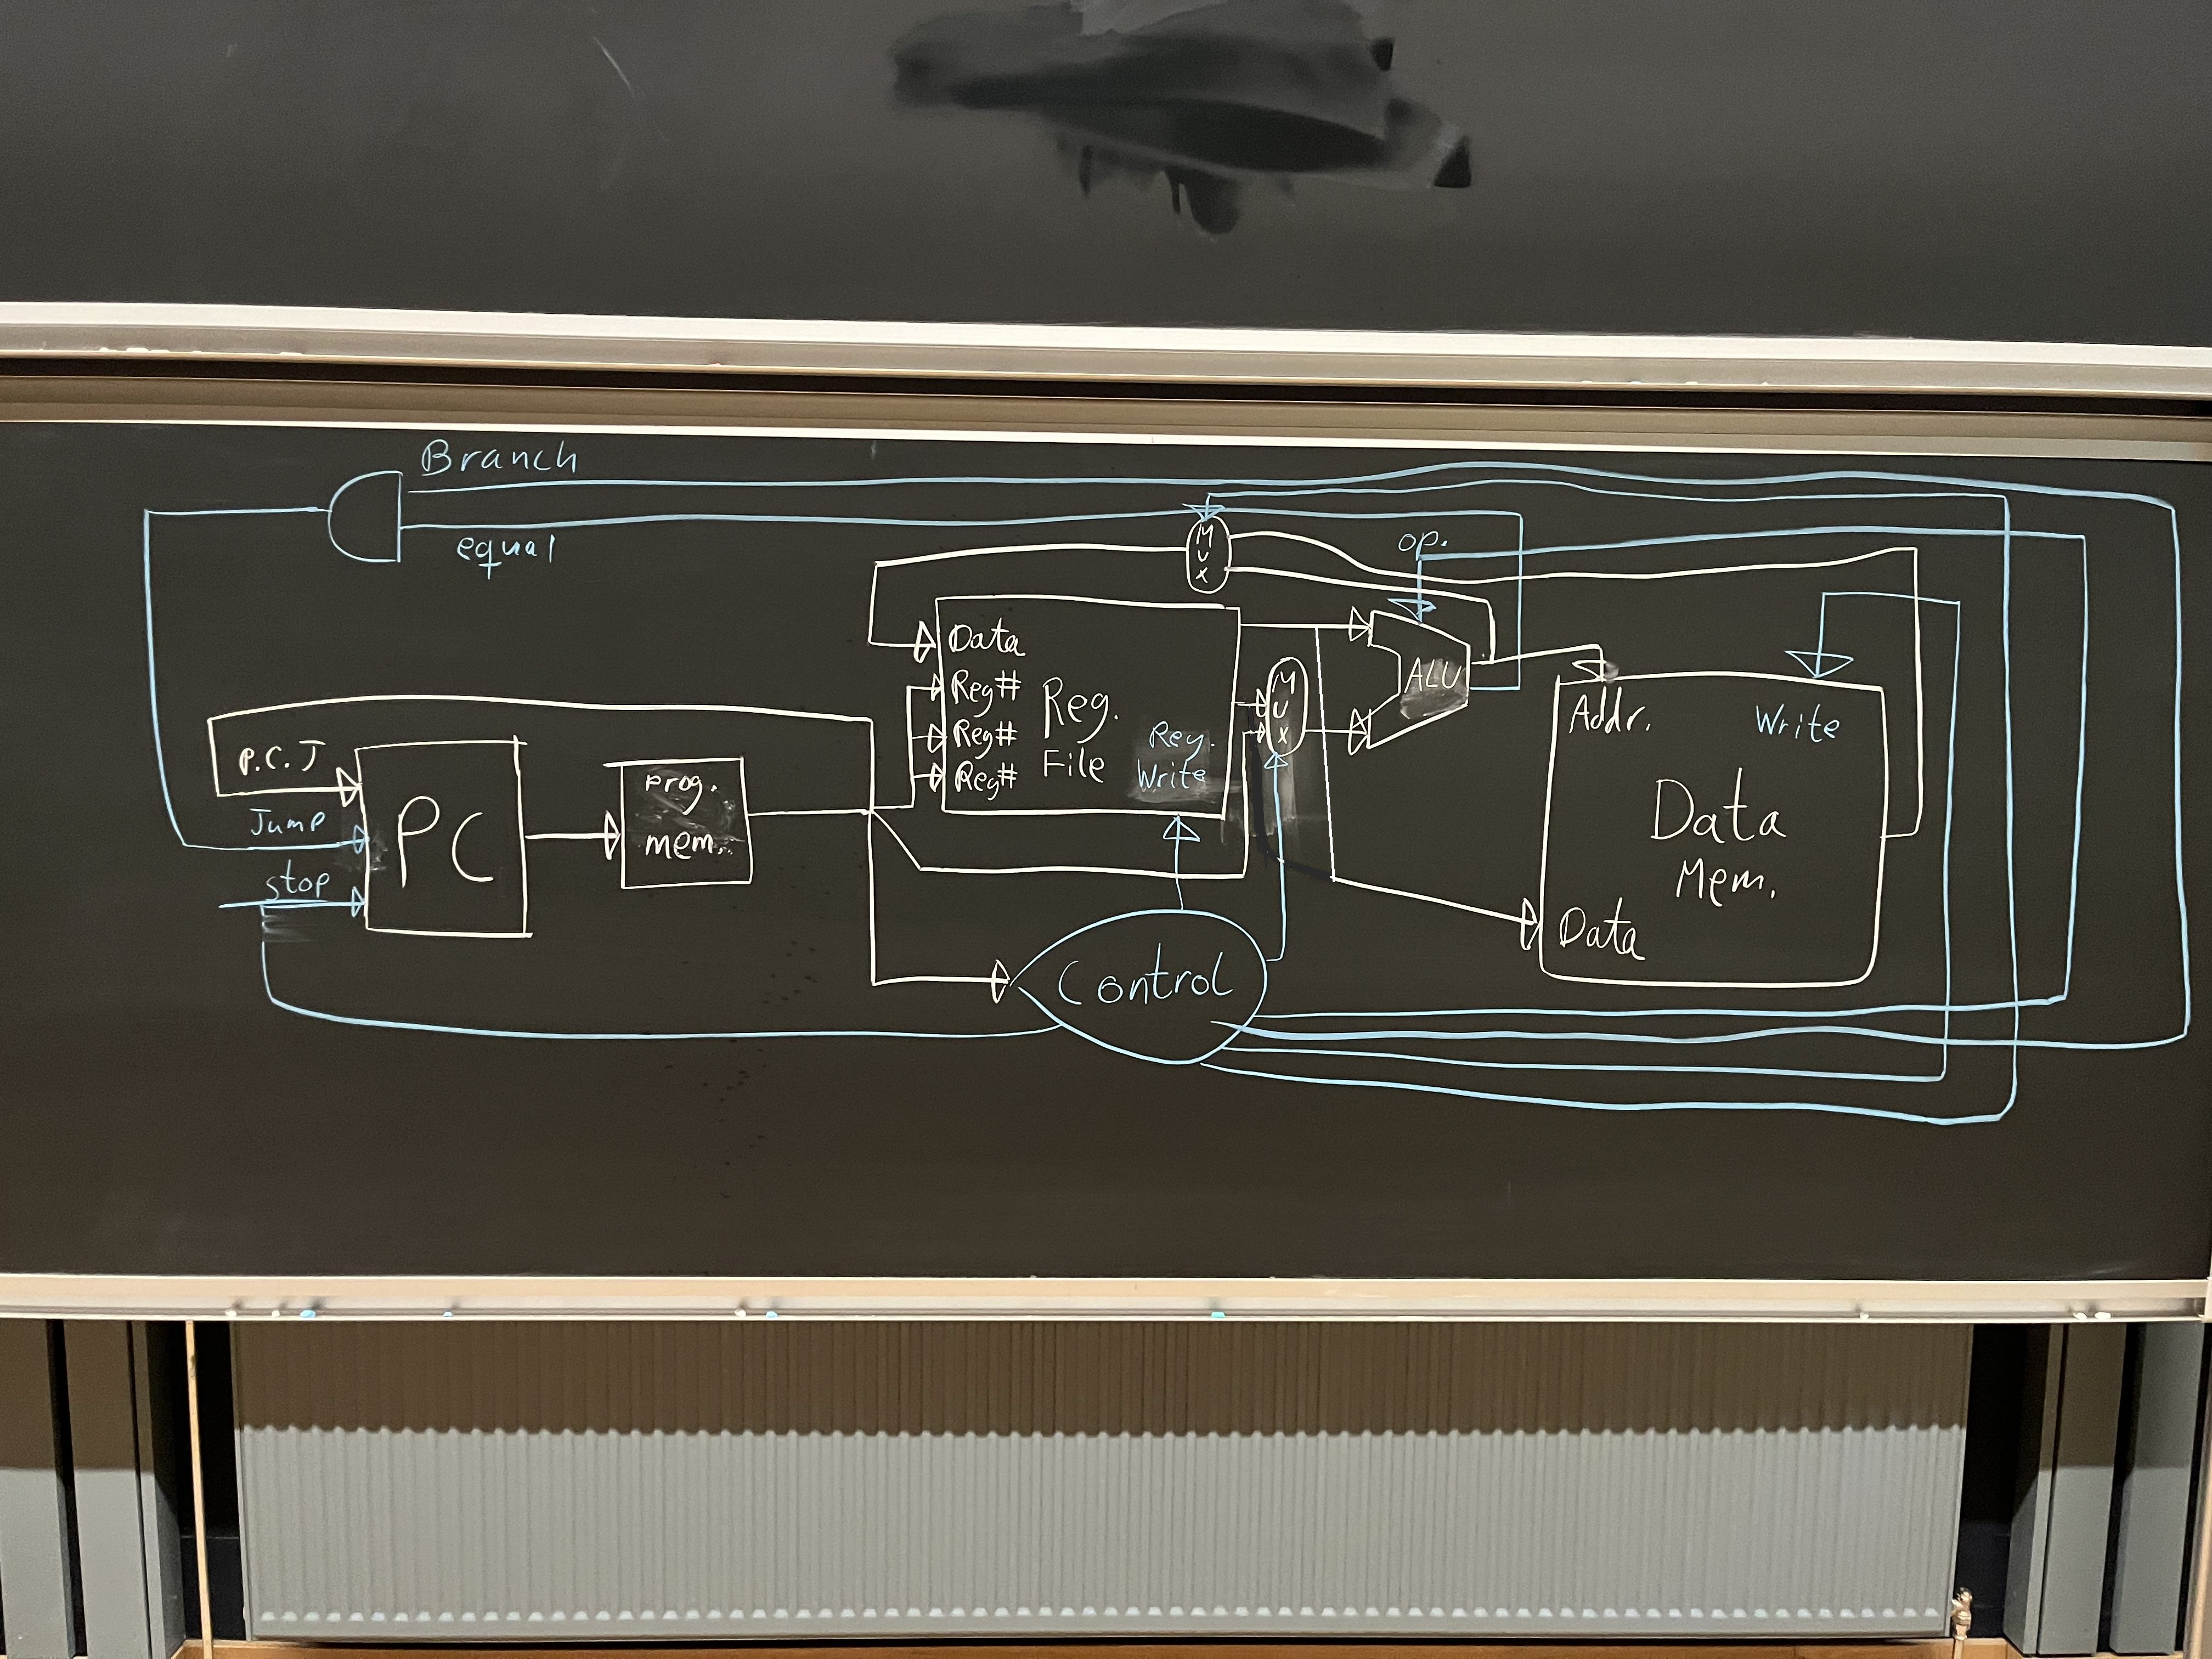 Branch
equal
MUX
op.
Data
Reg#
Reg#
Reg#
Reg.
File
Reg.
Write
MUX
ALU
Addr.
Write
Data
Mem.
Data
P.C.J
Jump
stop
PC
prog.
mem.
Control